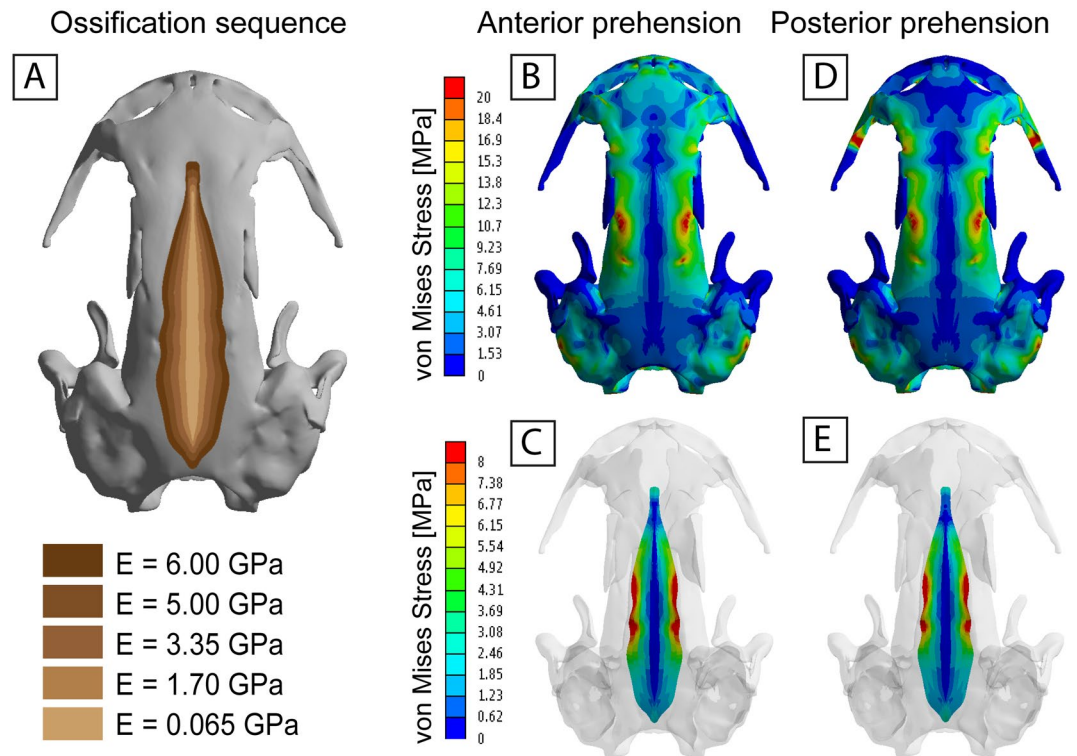 Ossification sequence
Anterior prehension
Posterior prehension
A
B
D
von Mises Stress [MPa]
20
18.4
16.9
15.3
13.8
12.3
10.7
9.23
7.69
6.15
4.61
3.07
1.53
0
C
E
von Mises Stress [MPa]
8
7.38
6.77
6.15
5.54
4.92
4.31
3.69
3.08
2.46
1.85
1.23
0.62
0
E = 6.00 GPa
E = 5.00 GPa
E = 3.35 GPa
E = 1.70 GPa
E = 0.065 GPa